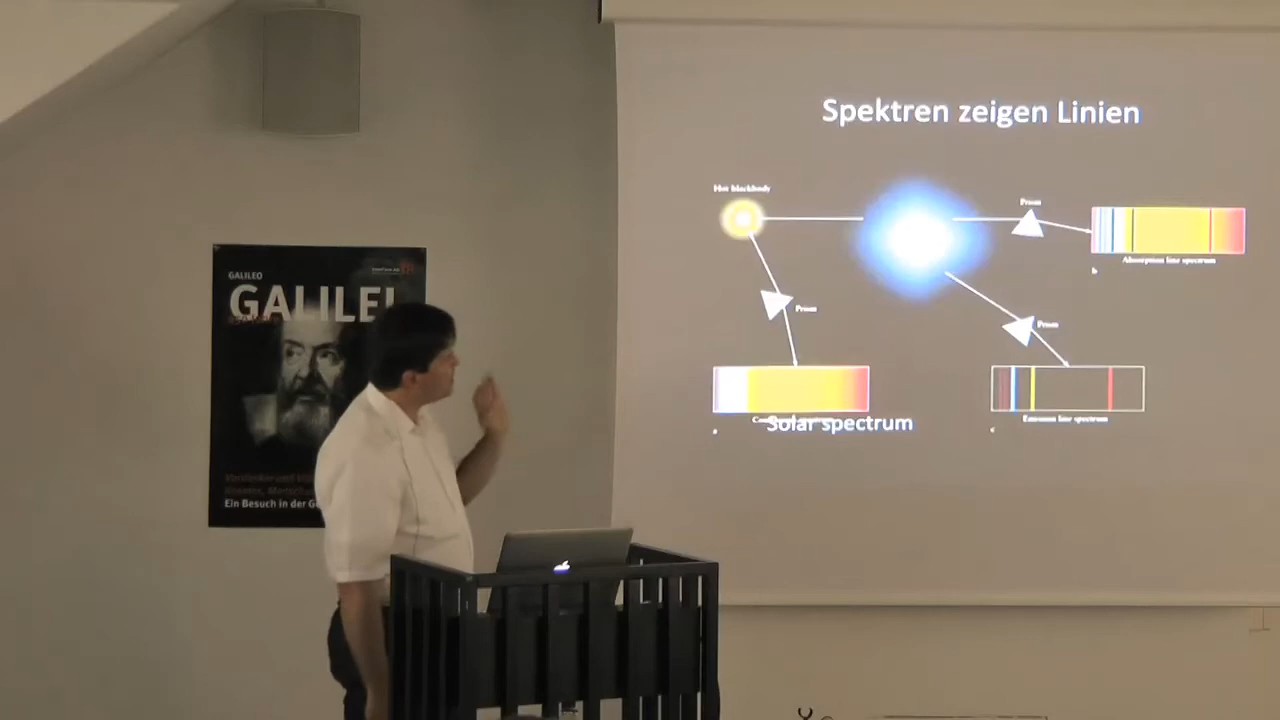 Spektren zeigen Linien
Hot blackbody
Prism
Absorption line spectrum
b
Prism
Prism
Solar spectrum
Emission line spectrum
a
c
GALILEO
GALILEI
Ein Besuch in der